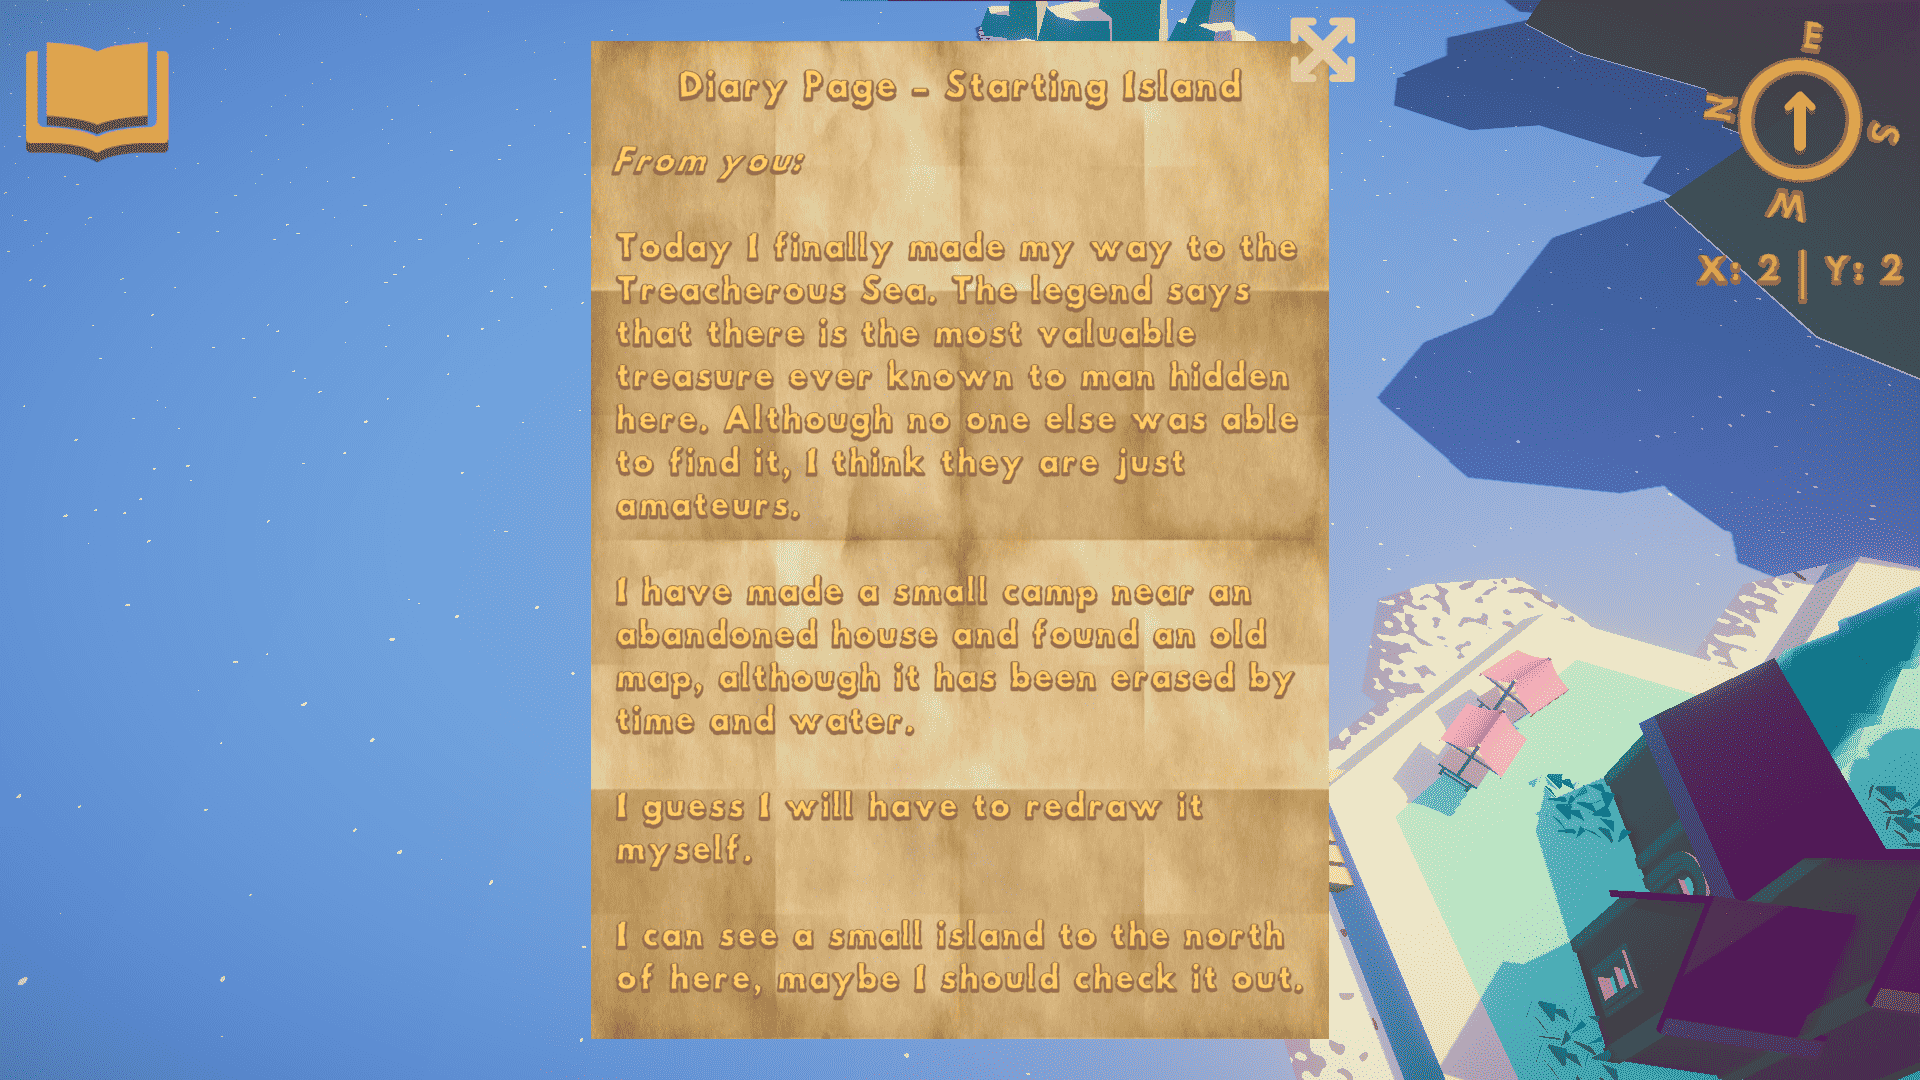 Diary Page - Starting Island
From you:
Today I finally made my way to the
Treacherous Sea. The legend says
that there is the most valuable
treasure ever known to man hidden
here. Although no one else was able
to find it, I think they are just
amateurs.
I have made a small camp near an
abandoned house and found an old
map, although it has been erased by
time and water.
I guess I will have to redraw it
myself.
I can see a small island to the north
of here, maybe I should check it out.
E
N
S
W
X: 2 | Y: 2